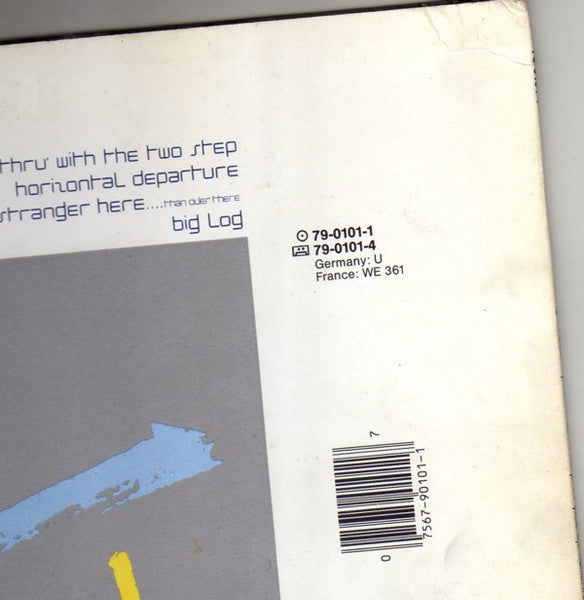 thru' with the two step
horizontal departure
stranger here....than over there
big Log
79-0101-1
79-0101-4
Germany: U
France: WE 361
7
7567-90101-1
0